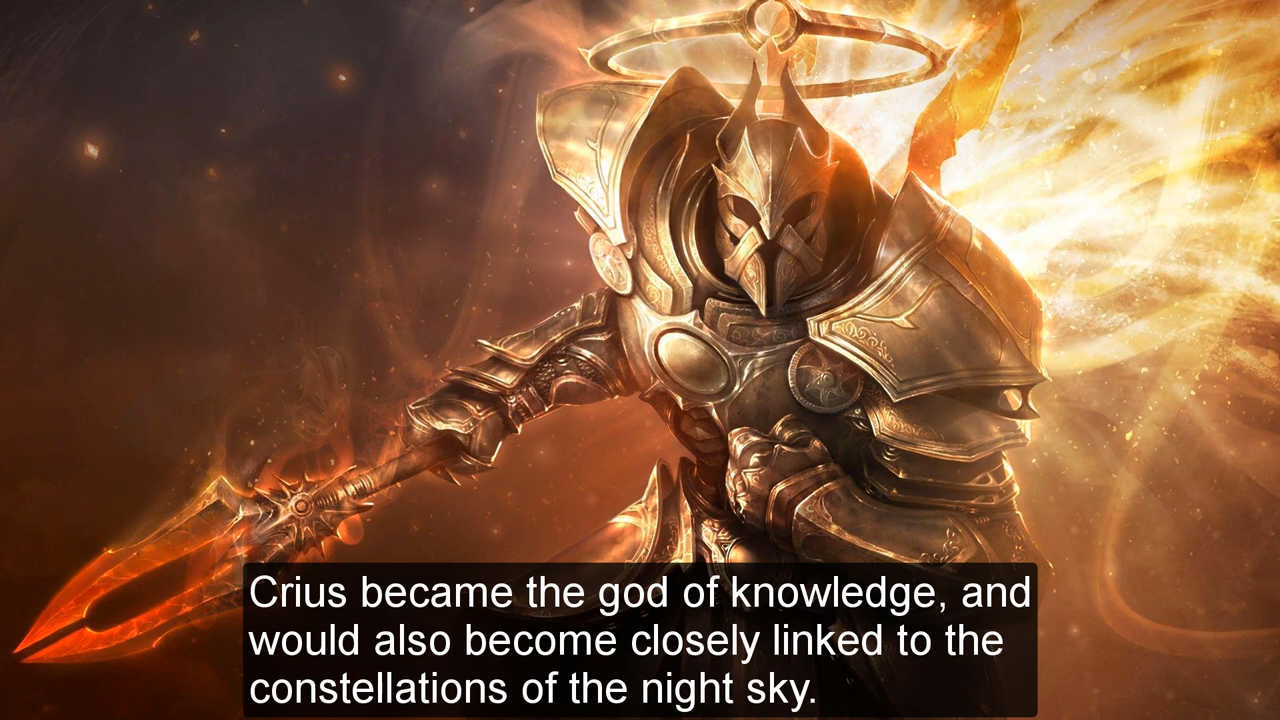 Crius became the god of knowledge, and
would also become closely linked to the
constellations of the night sky.